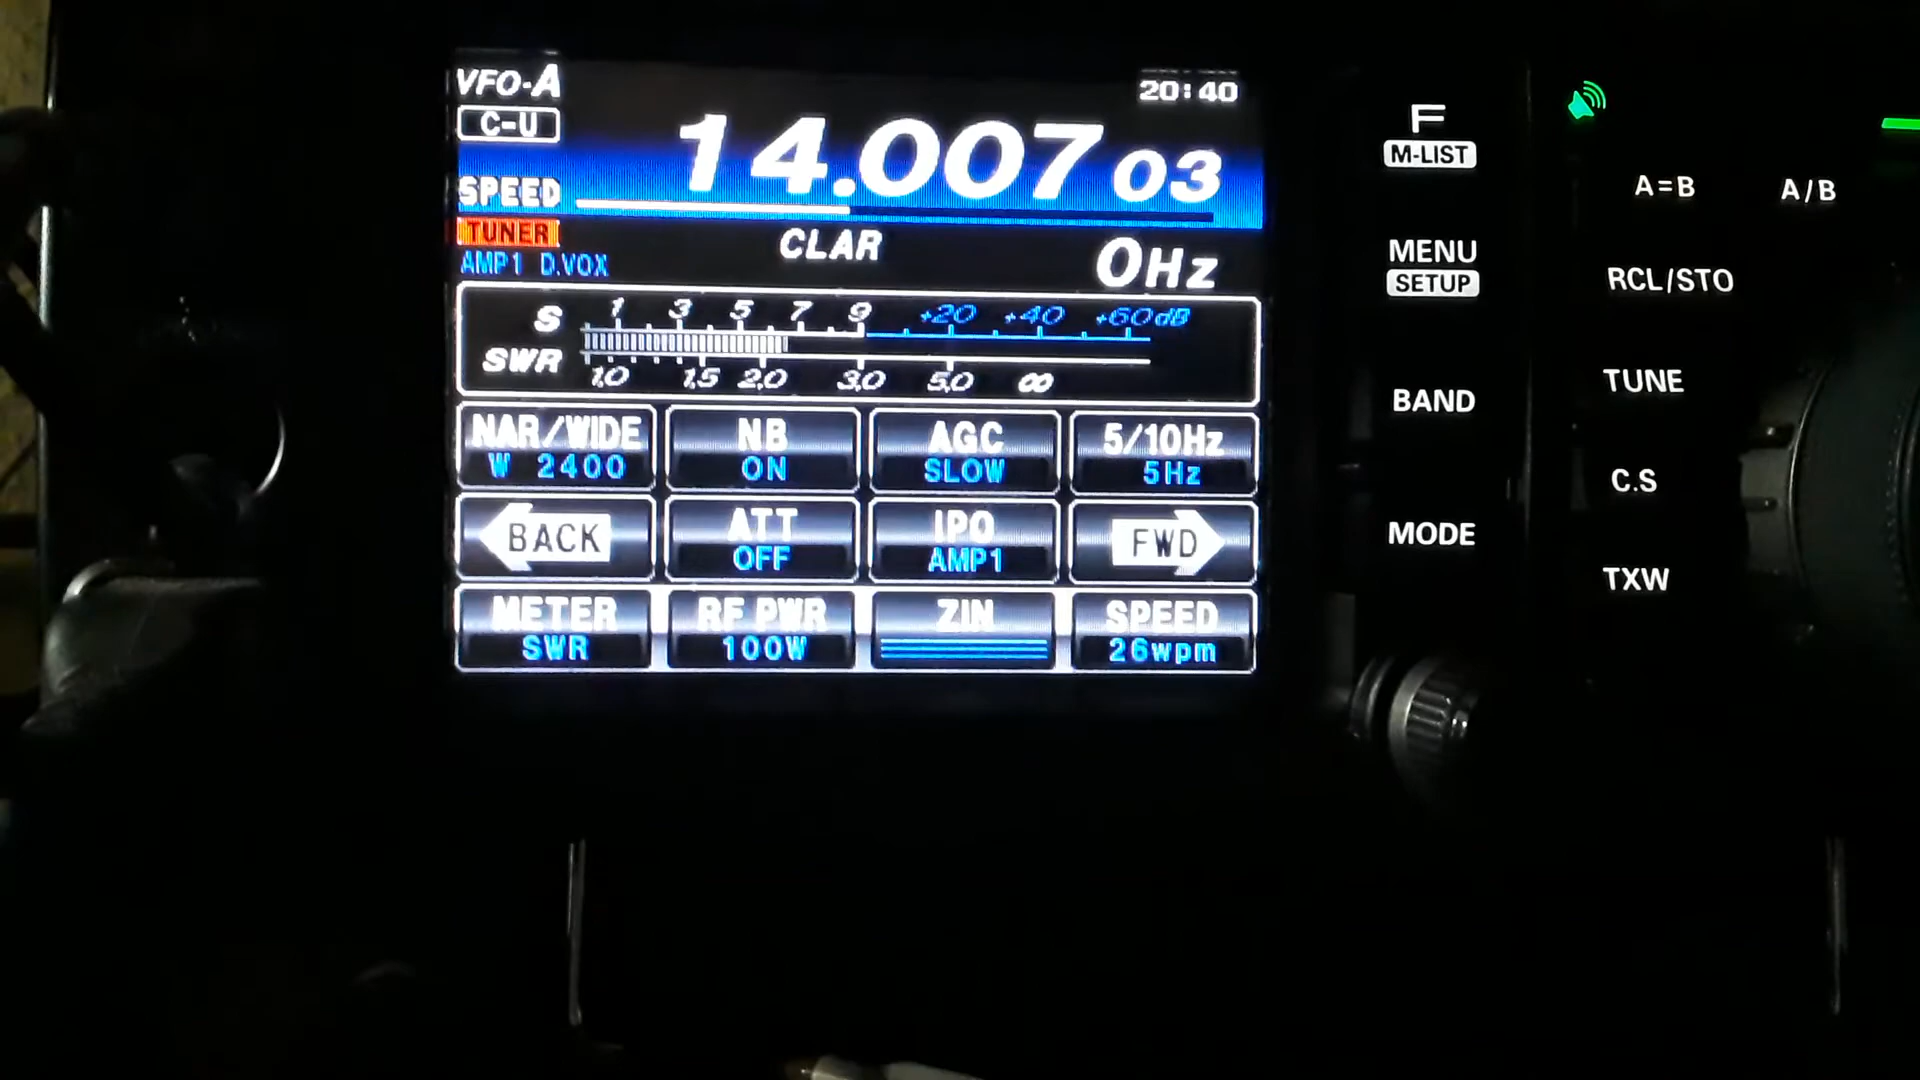 VFO-A
20:40
C-U
14.007 03
SPEED
TUNER
CLAR
0Hz
AMP1 D.VOX
S 1 3 5 7 9 +20 +40 +60dB
SWR 1.0 1.5 2.0 3.0 5.0 ∞
NAR/WIDE NB AGC 5/10Hz
W 2400 ON SLOW 5Hz
BACK ATT IPO FWD
OFF AMP1
METER RF PWR ZIN SPEED
SWR 100W 26wpm
F
M-LIST
MENU
SETUP
BAND
MODE
A=B A/B
RCL/STO
TUNE
C.S
TXW